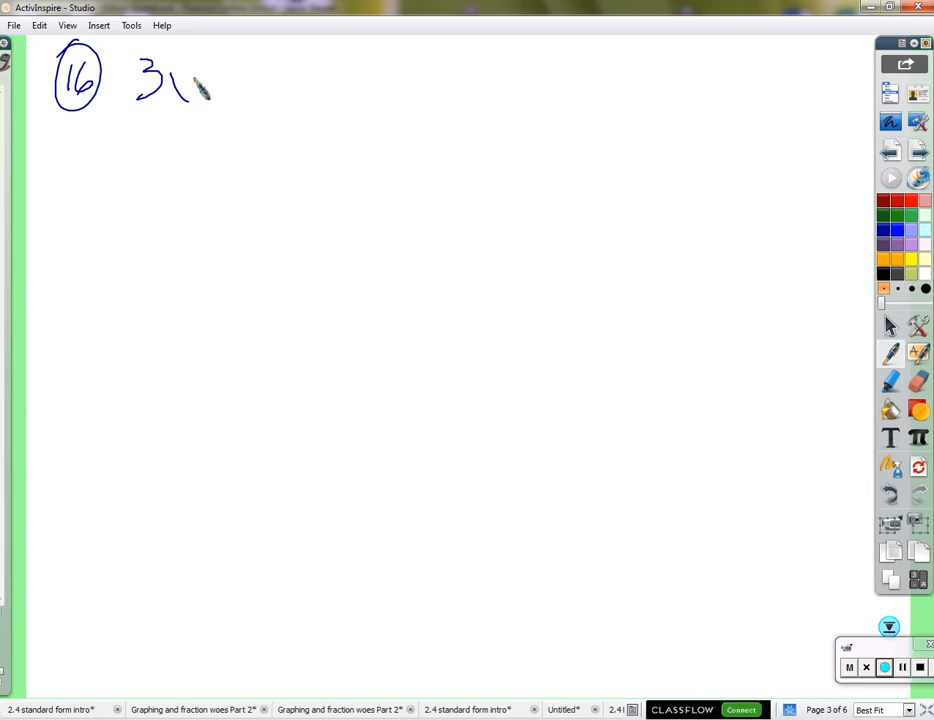 ActivInspire - Studio
File Edit View Insert Tools Help
16 3(
2.4 standard form intro* Graphing and fraction woes Part 2* Graphing and fraction woes Part 2* 2.4 standard form intro* Untitled* 2.4 l CLASSFLOW Connect Page 3 of 6 Best Fit
M